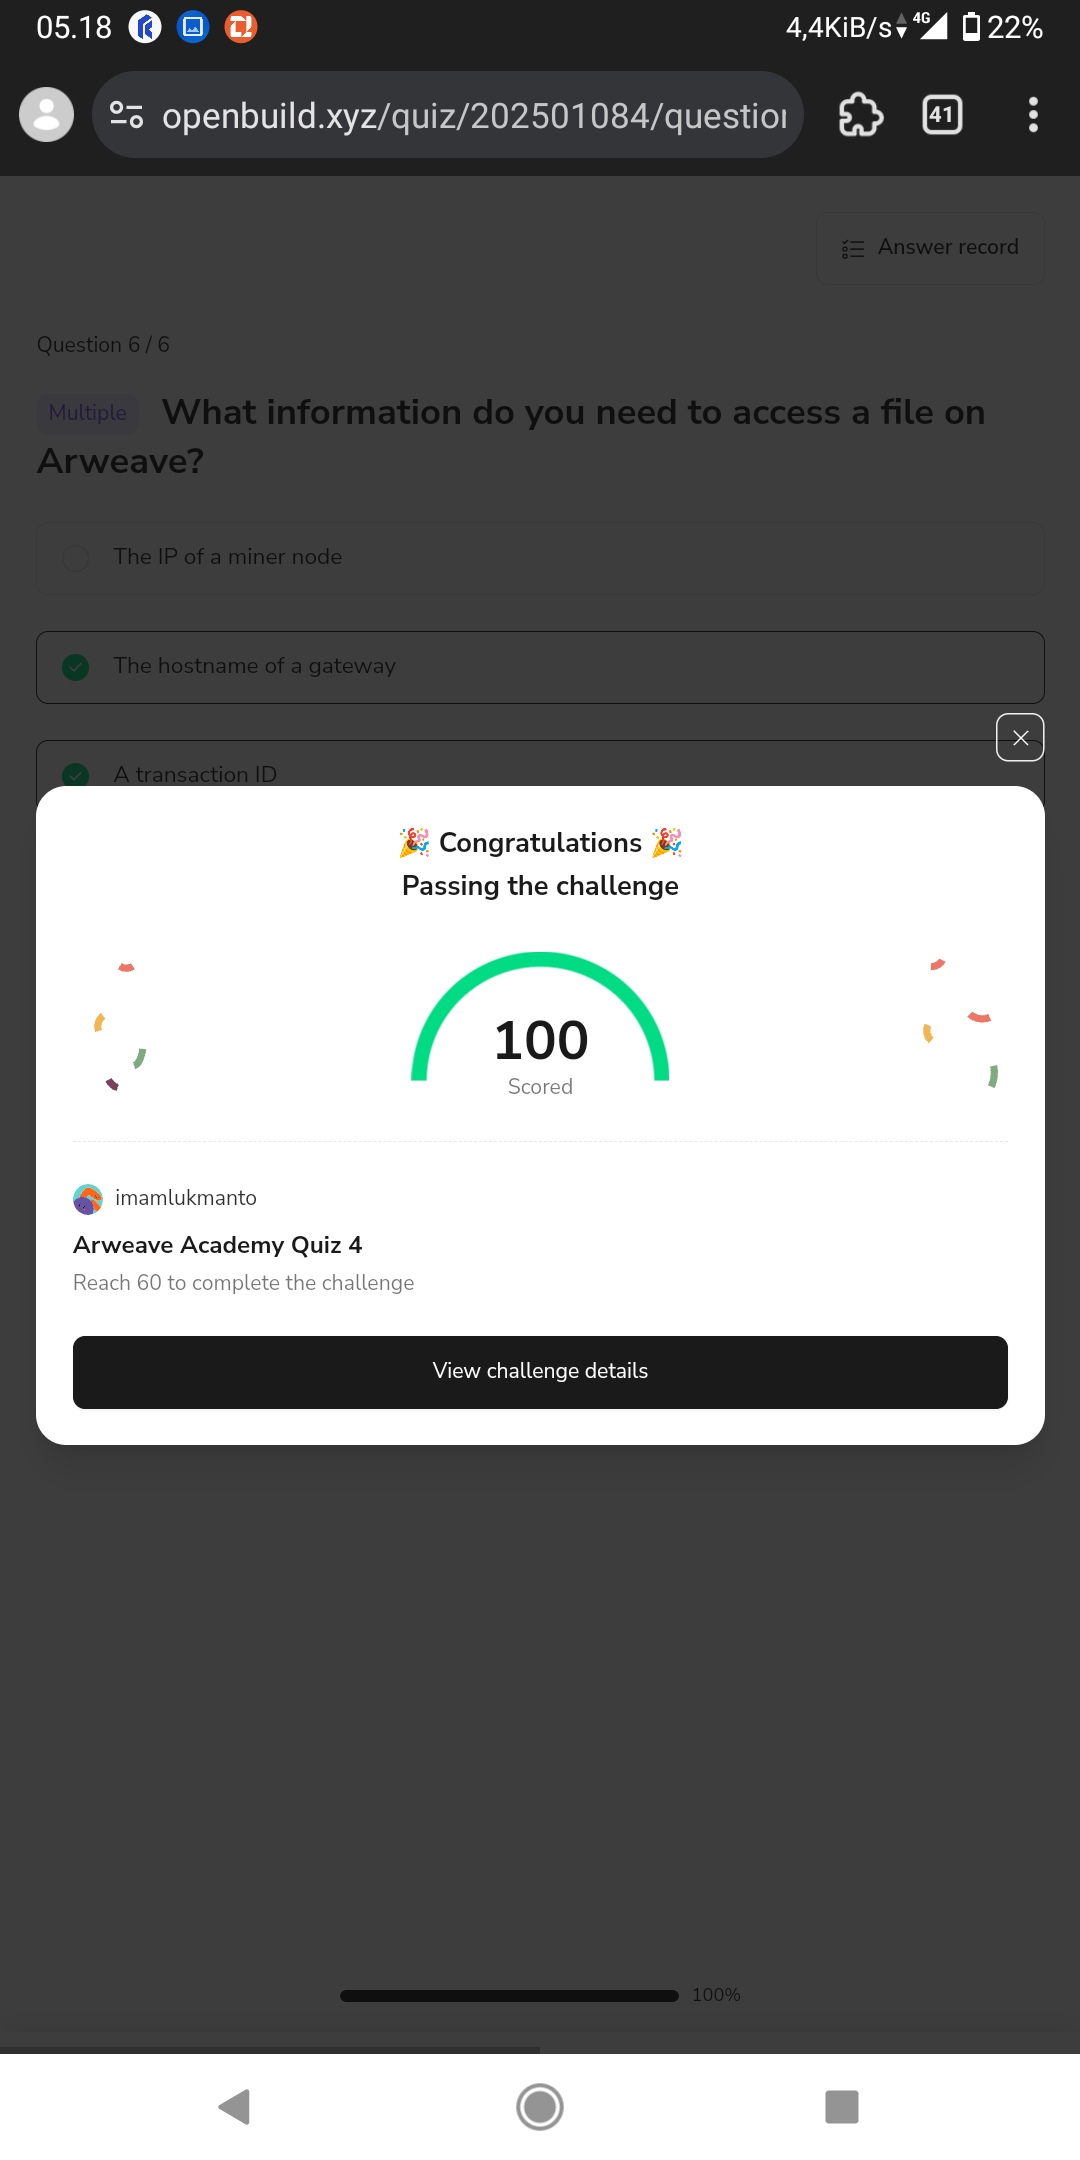 05.18
4,4KiB/s 4G 22%
openbuild.xyz/quiz/202501084/question
41
Answer record
Question 6 / 6
Multiple What information do you need to access a file on
Arweave?
The IP of a miner node
The hostname of a gateway
A transaction ID
🎉 Congratulations 🎉
Passing the challenge
100
Scored
imamlukmanto
Arweave Academy Quiz 4
Reach 60 to complete the challenge
View challenge details
100%